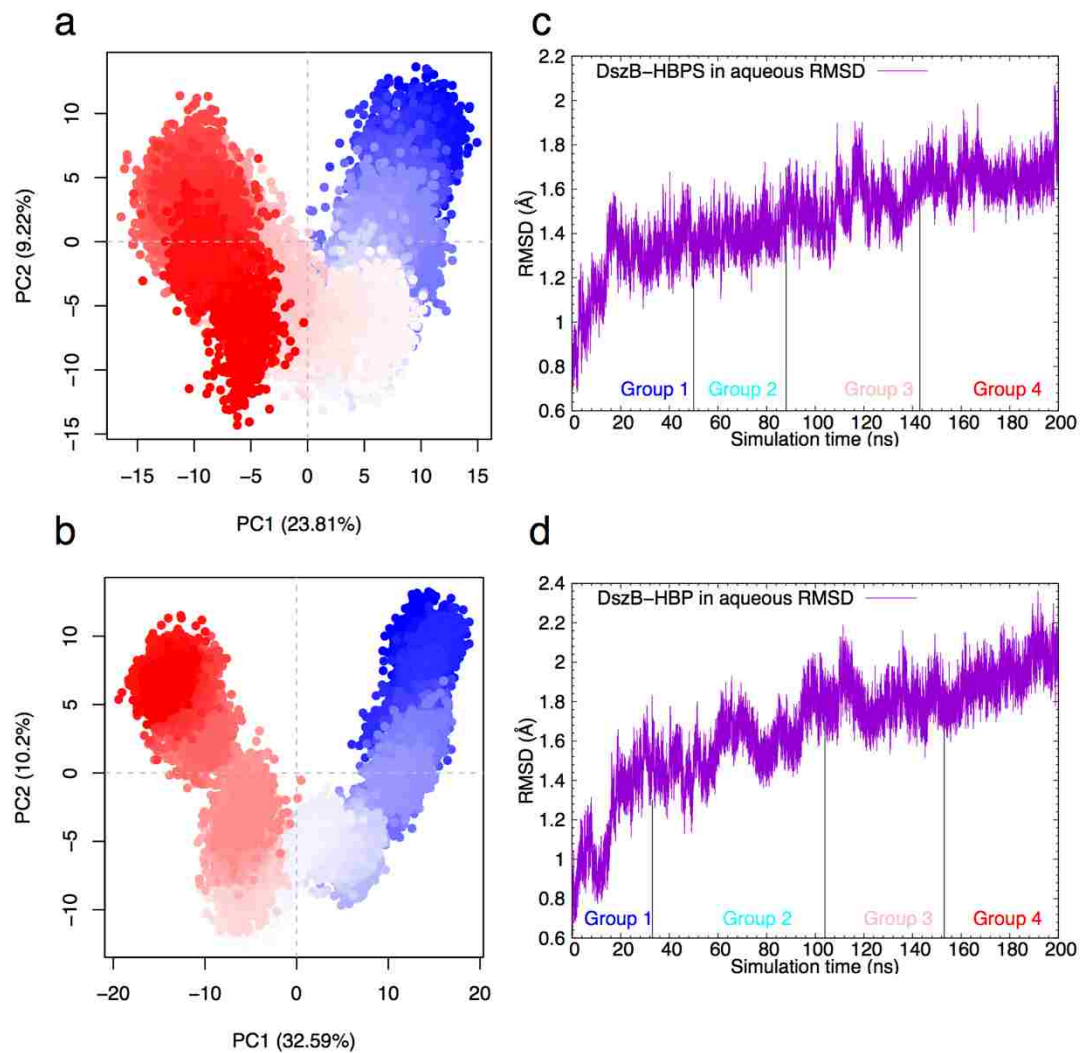 a
PC2 (9.22%)
10
5
0
−5
−10
−15
−15
−10
−5
0
5
10
15
PC1 (23.81%)
c
DszB−HBPS in aqueous RMSD
RMSD (Å)
2.2
2
1.8
1.6
1.4
1.2
1
0.8
0.6
Group 1
Group 2
Group 3
Group 4
0 20 40 60 80 100 120 140 160 180 200
Simulation time (ns)
b
PC2 (10.2%)
10
5
0
−5
−10
−20
−10
0
10
20
PC1 (32.59%)
d
DszB−HBP in aqueous RMSD
RMSD (Å)
2.4
2.2
2
1.8
1.6
1.4
1.2
1
0.8
0.6
Group 1
Group 2
Group 3
Group 4
0 20 40 60 80 100 120 140 160 180 200
Simulation time (ns)